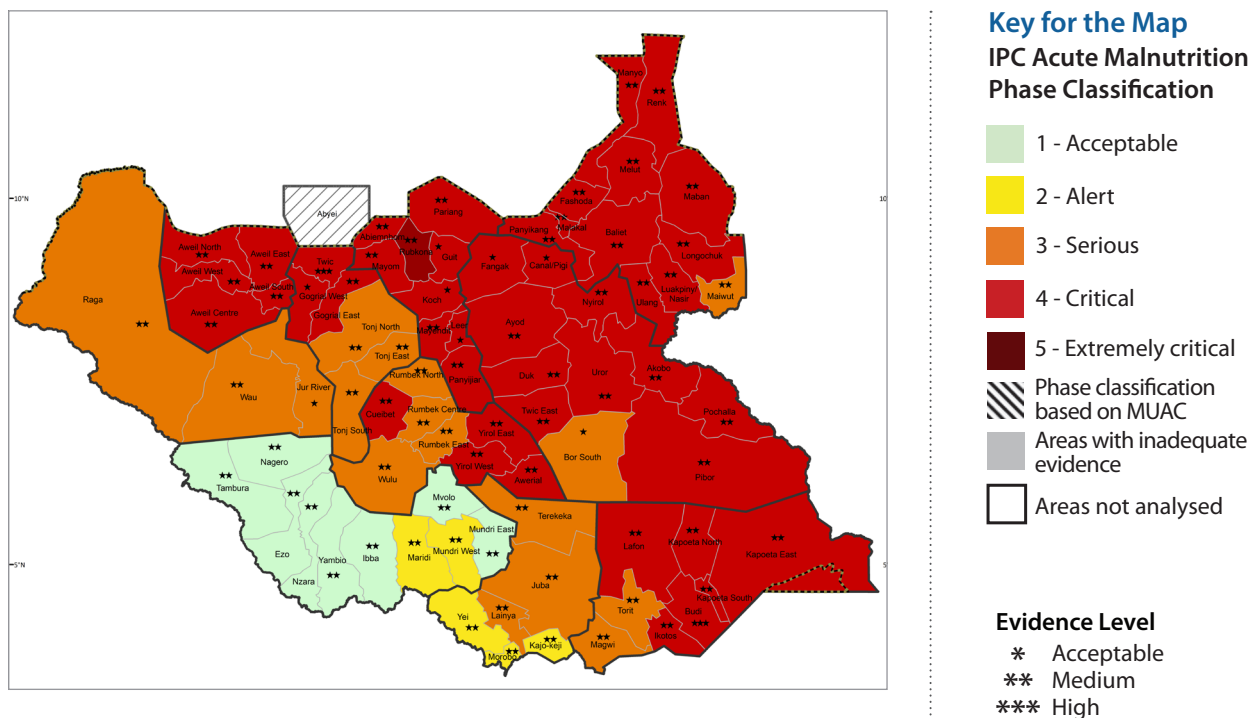 Key for the Map
IPC Acute Malnutrition
Phase Classification
1 - Acceptable
2 - Alert
3 - Serious
4 - Critical
5 - Extremely critical
Phase classification
based on MUAC
Areas with inadequate
evidence
Areas not analysed
Evidence Level
* Acceptable
** Medium
*** High
10°N
10
5°N
5
Manyo
**
Renk
**
Melut
**
Maban
**
Fashoda
**
Malakal
**
Panyikang
**
Baliet
**
Longochuk
**
Maiwut
**
Luakpiny/
Nasir
**
Ulang
**
Nyirol
**
Canal/Pigi
*
Fangak
*
Pariang
**
Abiemnhom
**
Rubkona
**
Guit
*
Mayom
**
Koch
*
Mayendit
**
Leer
*
Panyijiar
**
Abyei
Twic
***
Gogrial West
*
Gogrial East
**
Aweil North
**
Aweil East
**
Aweil West
**
Aweil South
**
Aweil Centre
**
Raga
**
Wau
**
Jur River
*
Tonj North
**
Tonj East
**
Tonj South
**
Rumbek North
**
Cueibet
**
Rumbek Centre
**
Rumbek East
**
Wulu
**
Yirol East
**
Yirol West
**
Awerial
**
Ayod
**
Duk
**
Uror
**
Akobo
**
Twic East
**
Pochalla
**
Pibor
**
Bor South
*
Nagero
**
Tambura
**
Ezo
**
Yambio
**
Nzara
**
Ibba
**
Mvolo
**
Mundri East
**
Maridi
**
Mundri West
**
Terekeka
**
Juba
**
Lainya
**
Yei
**
Morobo
**
Kajo-keji
**
Magwi
**
Torit
**
Ikotos
**
Lafon
**
Kapoeta North
**
Kapoeta East
**
Kapoeta South
**
Budi
***